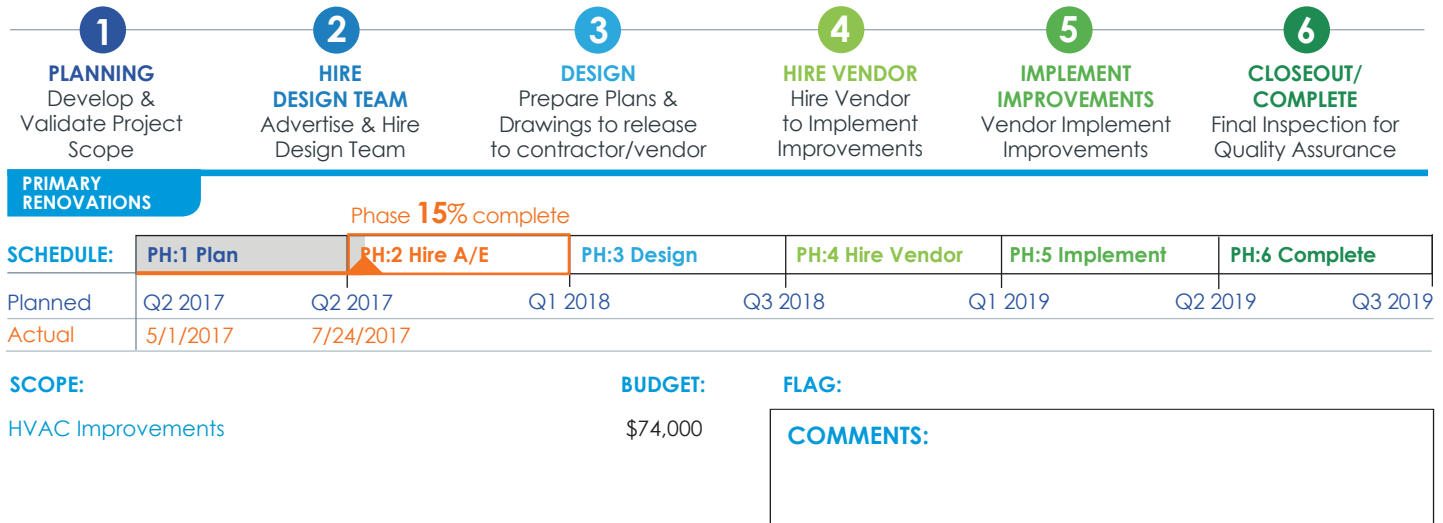 1 2 3 4 5 6
PLANNING
Develop &
Validate Project
Scope
HIRE
DESIGN TEAM
Advertise & Hire
Design Team
DESIGN
Prepare Plans &
Drawings to release
to contractor/vendor
HIRE VENDOR
Hire Vendor
to Implement
Improvements
IMPLEMENT
IMPROVEMENTS
Vendor Implement
Improvements
CLOSEOUT/
COMPLETE
Final Inspection for
Quality Assurance
PRIMARY
RENOVATIONS
Phase 15% complete
SCHEDULE: PH:1 Plan PH:2 Hire A/E PH:3 Design PH:4 Hire Vendor PH:5 Implement PH:6 Complete
Planned Q2 2017 Q2 2017 Q1 2018 Q3 2018 Q1 2019 Q2 2019 Q3 2019
Actual 5/1/2017 7/24/2017
SCOPE: BUDGET: FLAG:
HVAC Improvements $74,000 COMMENTS: